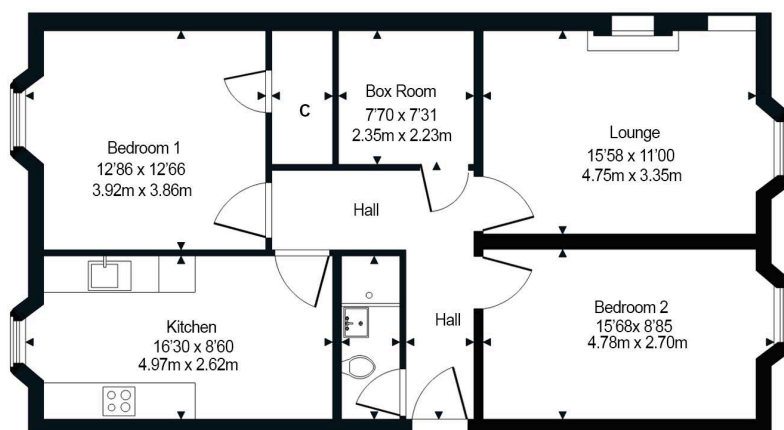 Bedroom 1
12'86 x 12'66
3.92m x 3.86m
C
Box Room
7'70 x 7'31
2.35m x 2.23m
Lounge
15'58 x 11'00
4.75m x 3.35m
Hall
Kitchen
16'30 x 8'60
4.97m x 2.62m
Hall
Bedroom 2
15'68x 8'85
4.78m x 2.70m